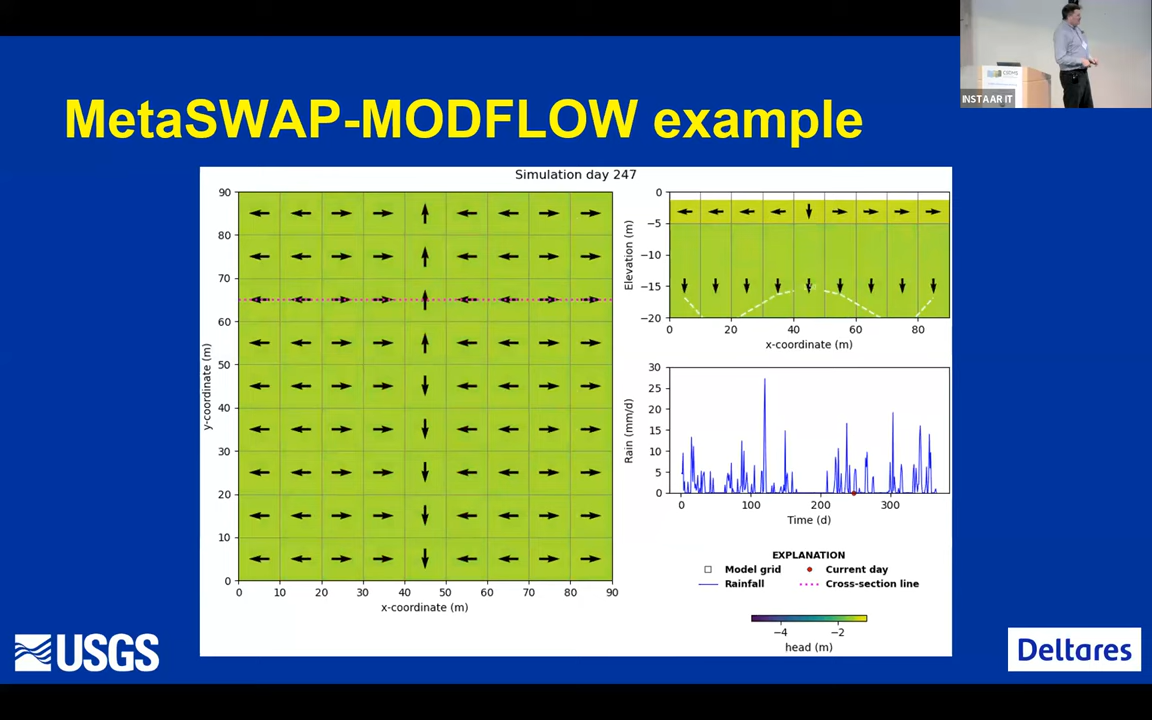 INSTAAR IT
MetaSWAP-MODFLOW example
Simulation day 247
90
80
70
60
50
40
30
20
10
0
y-coordinate (m)
0 10 20 30 40 50 60 70 80 90
x-coordinate (m)
0
−5
−10
−15
−20
Elevation (m)
0 20 40 60 80
x-coordinate (m)
30
25
20
15
10
5
0
Rain (mm/d)
0 100 200 300
Time (d)
EXPLANATION
Model grid
Current day
Rainfall
Cross-section line
−4 −2
head (m)
USGS
Deltares